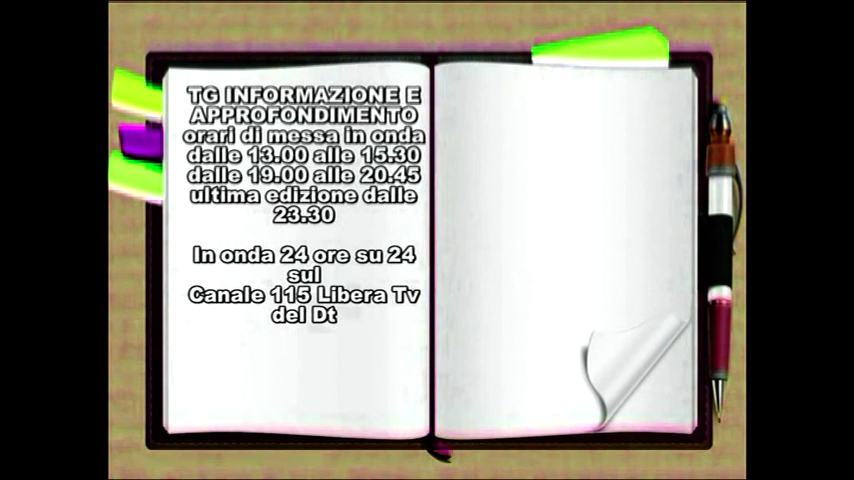 TG INFORMAZIONE E
APPROFONDIMENTO
orari di messa in onda
dalle 13.00 alle 15.30
dalle 19.00 alle 20.45
ultima edizione dalle
23.30
In onda 24 ore su 24
sul
Canale 115 Libera Tv
del Dt